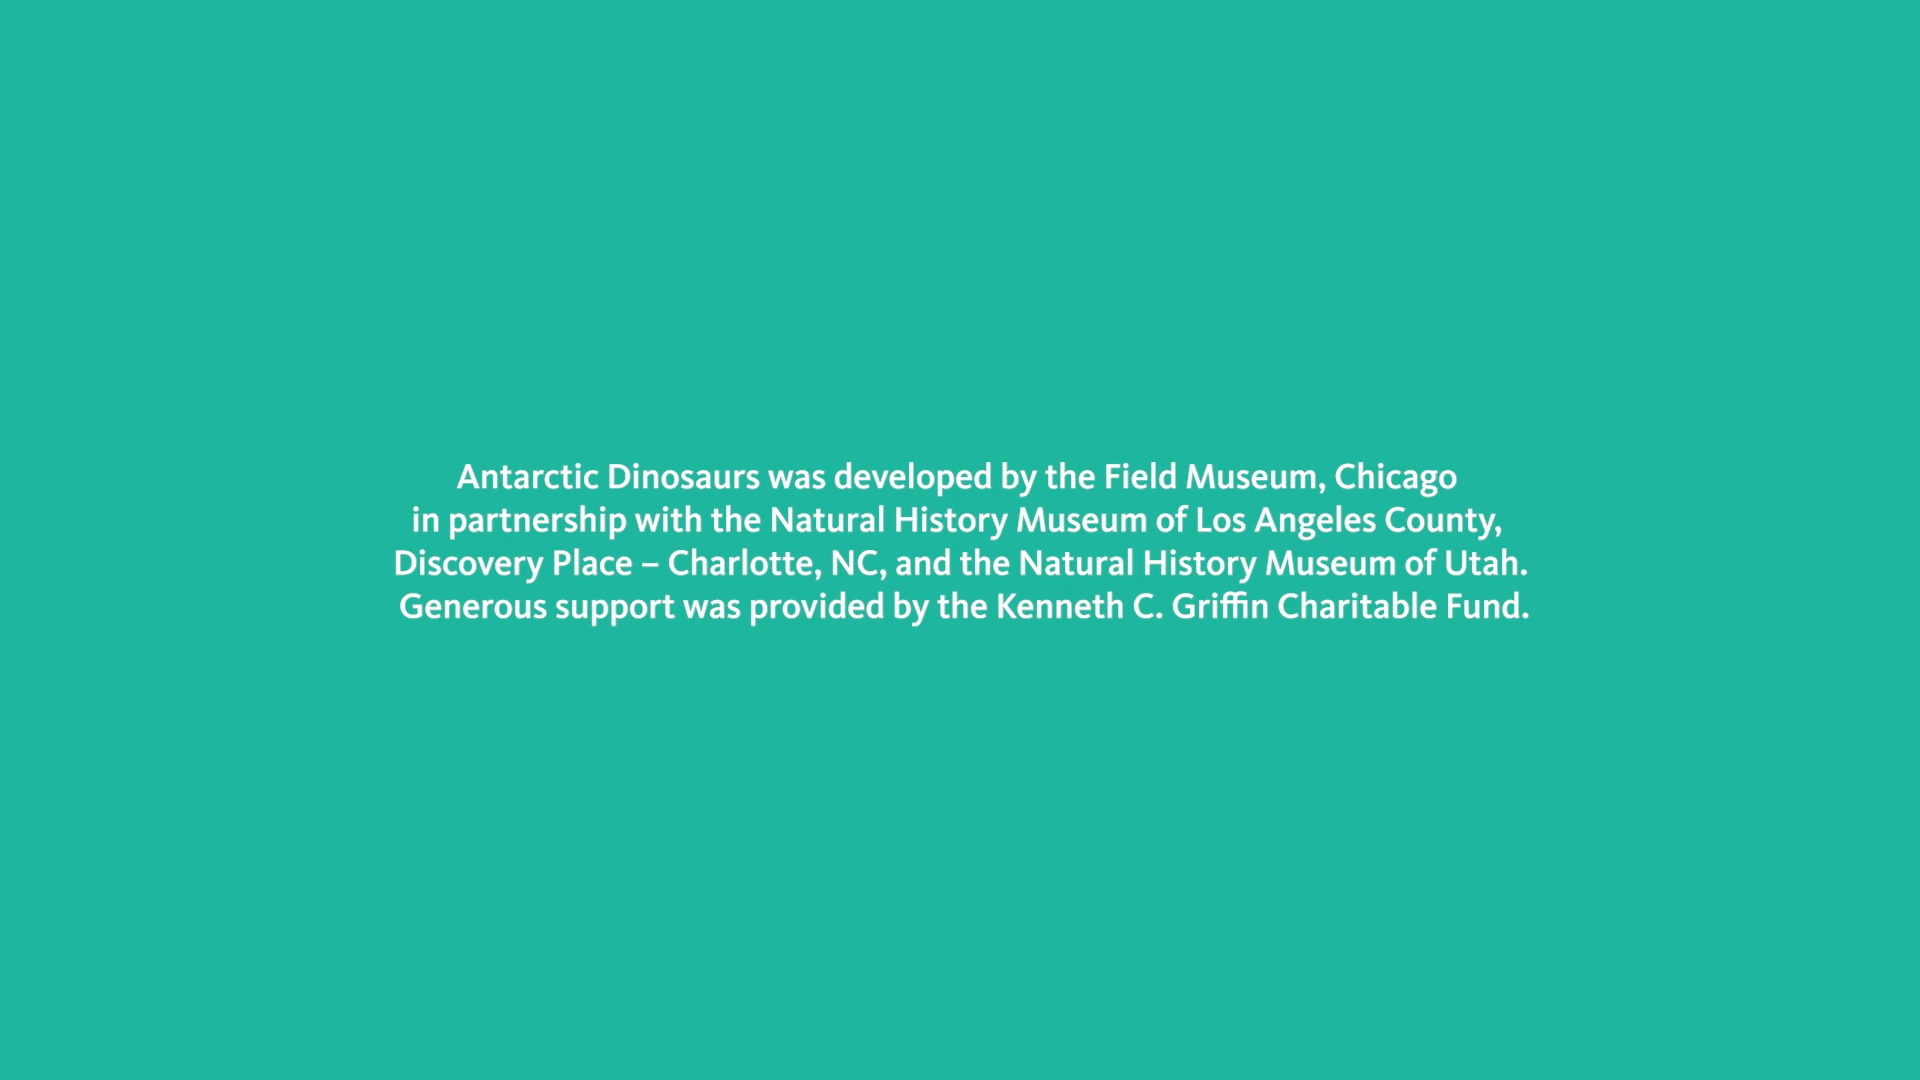 Antarctic Dinosaurs was developed by the Field Museum, Chicago
in partnership with the Natural History Museum of Los Angeles County,
Discovery Place – Charlotte, NC, and the Natural History Museum of Utah.
Generous support was provided by the Kenneth C. Griffin Charitable Fund.